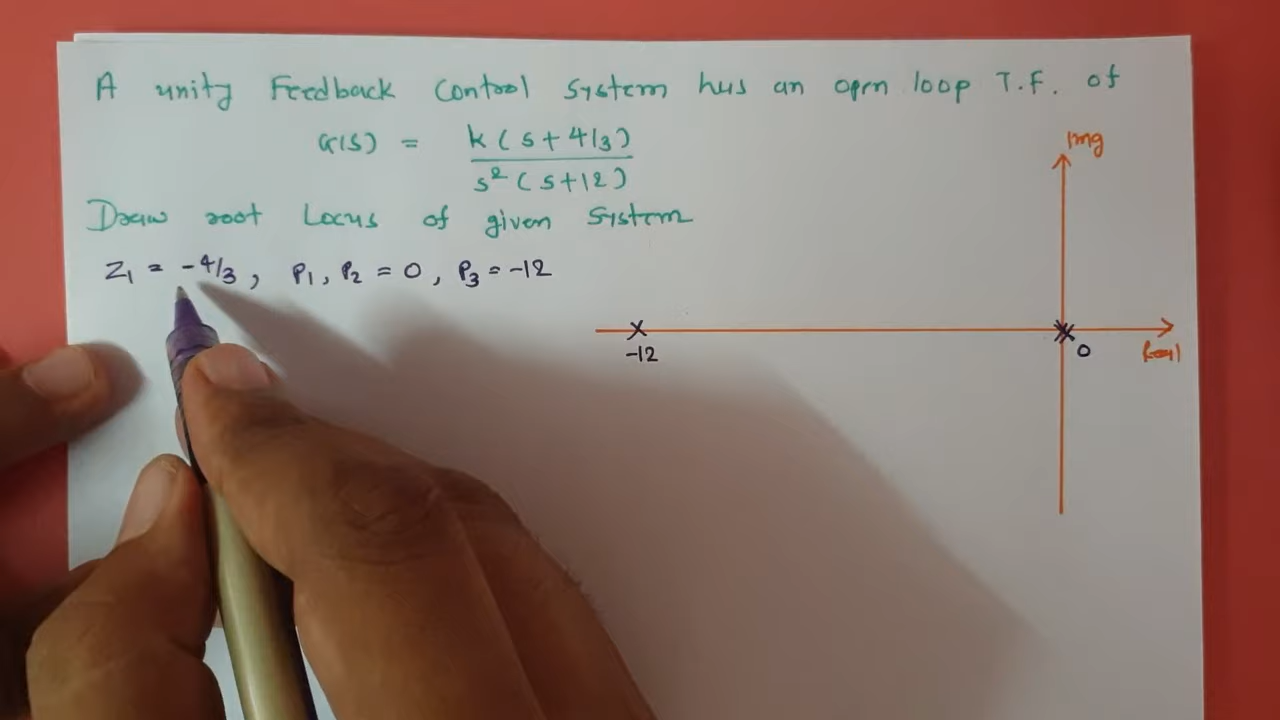 A unity Feedback Control System has an open loop T.F. of
G(s) = k(s+4/3)
s²(s+12)
Draw root Locus of given System
Z₁ = -4/3, P₁, P₂ = 0, P₃ = -12
Img
-12
0
Real